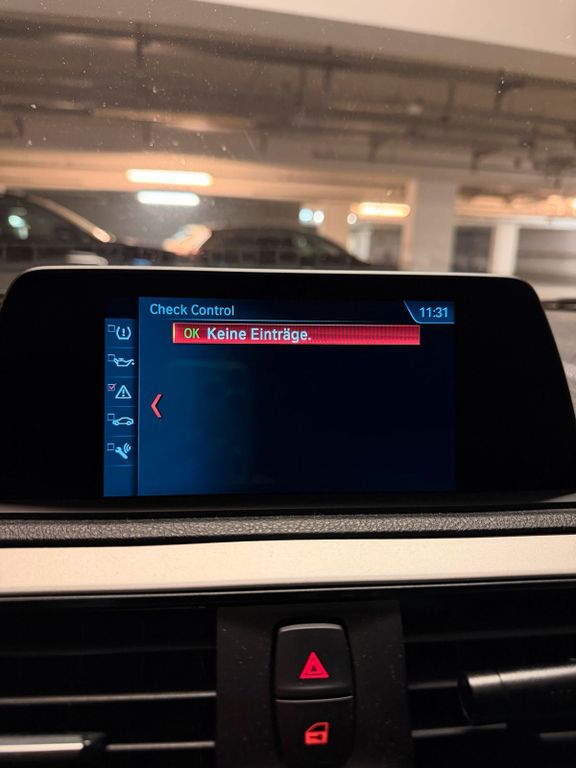 Check Control
11:31
OK Keine Einträge.